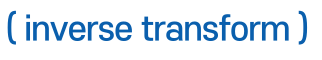 ( inverse transform )